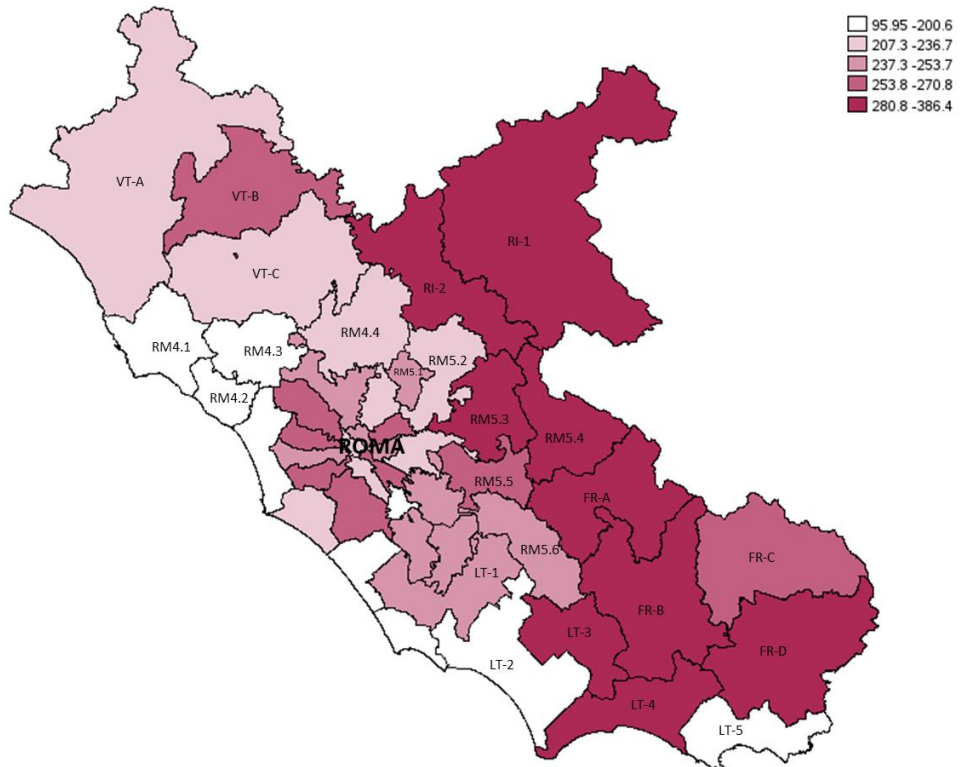 95.95 -200.6
207.3 -236.7
237.3 -253.7
253.8 -270.8
280.8 -386.4
VT-A
VT-B
RI-1
VT-C
RI-2
RM4.4
RM4.1
RM4.3
RM5.2
RM5.1
RM4.2
RM5.3
RM5.4
ROMA
RM5.5
FR-A
RM5.6
FR-C
LT-1
FR-B
LT-3
FR-D
LT-2
LT-4
LT-5